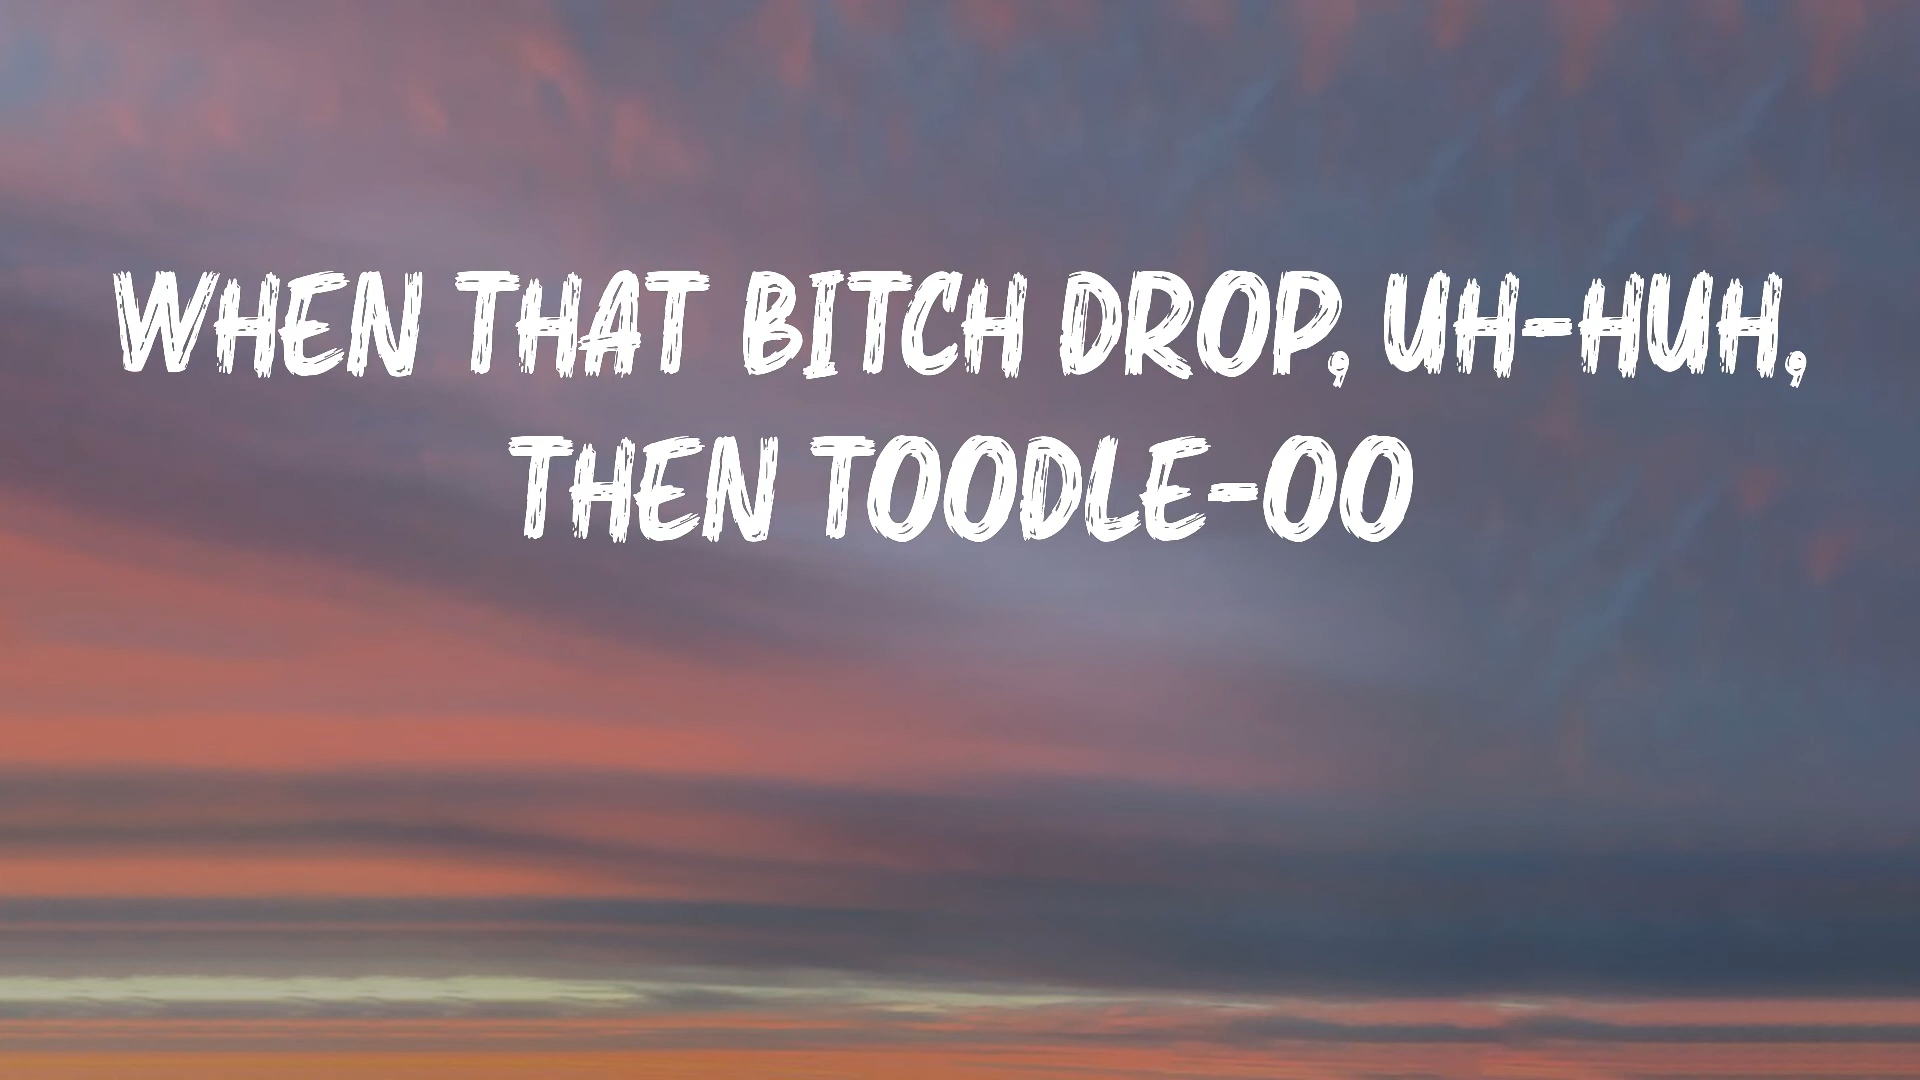 WHEN THAT BITCH DROP, UH-HUH,
THEN TOODLE-OO